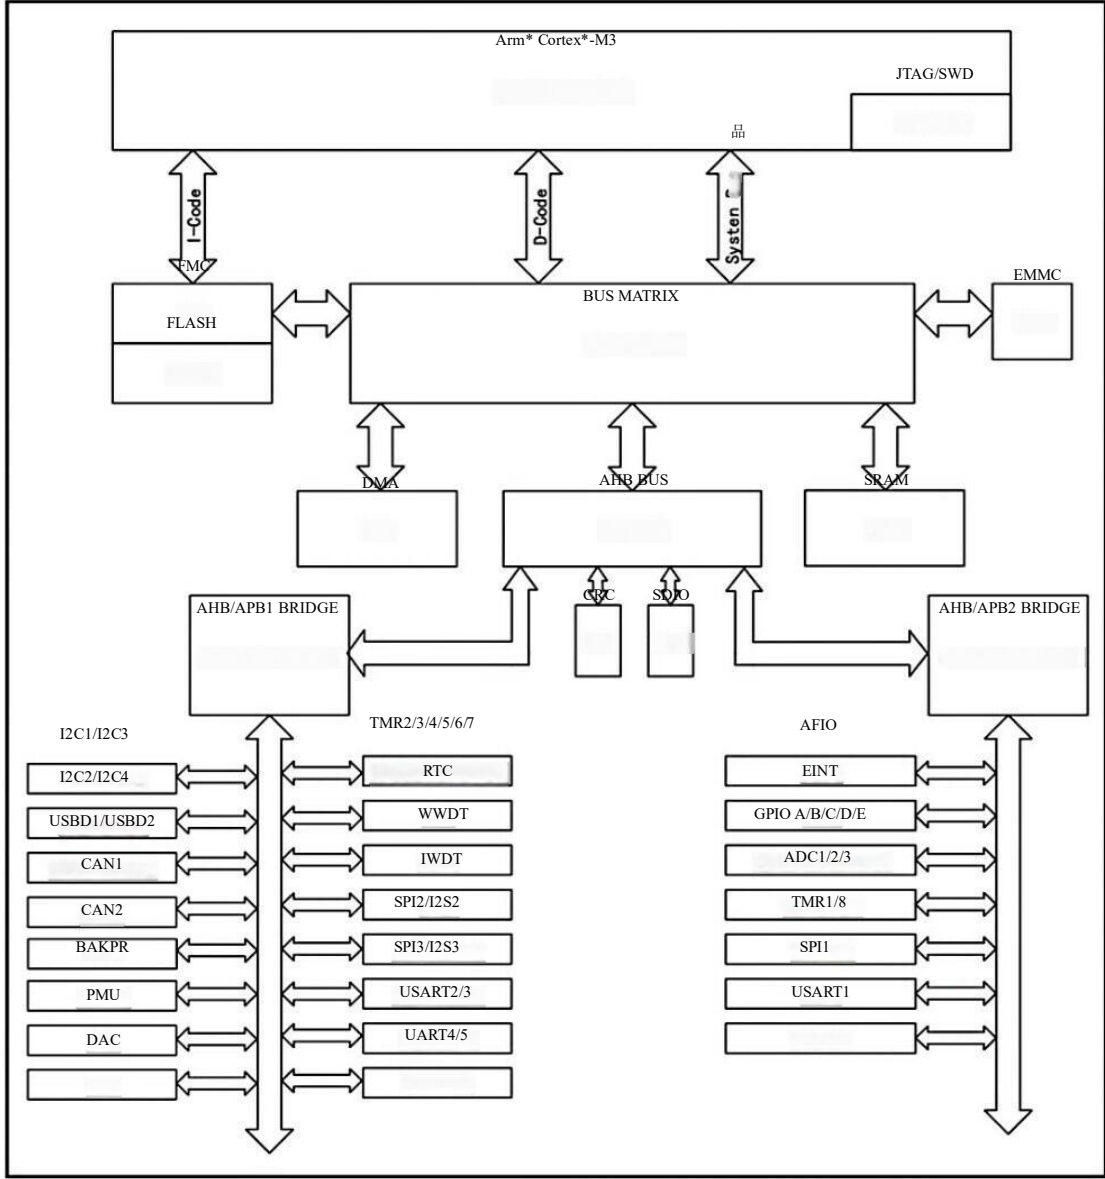 Arm* Cortex*-M3
JTAG/SWD
品
I-Code
D-Code
Systen
FMC
FLASH
BUS MATRIX
EMMC
DMA
AHB BUS
SRAM
CRC
SDIO
AHB/APB1 BRIDGE
AHB/APB2 BRIDGE
I2C1/I2C3
I2C2/I2C4
USBD1/USBD2
CAN1
CAN2
BAKPR
PMU
DAC
TMR2/3/4/5/6/7
RTC
WWDT
IWDT
SPI2/I2S2
SPI3/I2S3
USART2/3
UART4/5
AFIO
EINT
GPIO A/B/C/D/E
ADC1/2/3
TMR1/8
SPI1
USART1